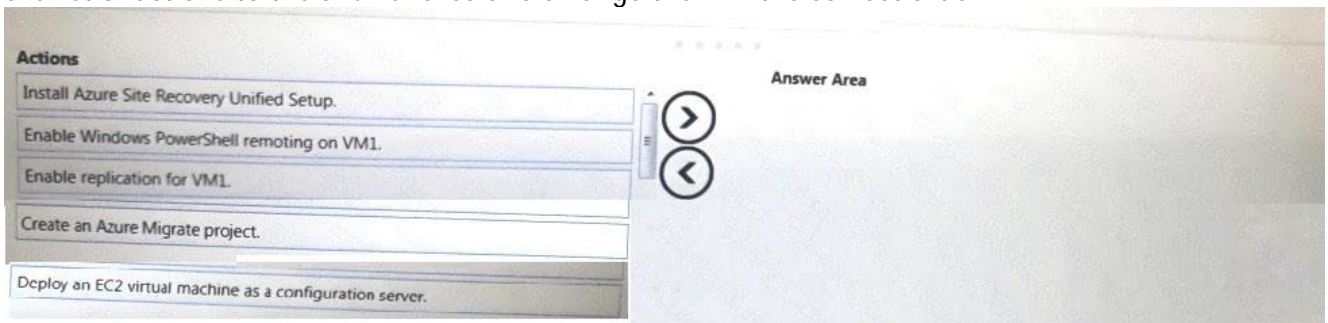 Actions
Answer Area
Install Azure Site Recovery Unified Setup.
Enable Windows PowerShell remoting on VM1.
Enable replication for VM1.
Create an Azure Migrate project.
Deploy an EC2 virtual machine as a configuration server.